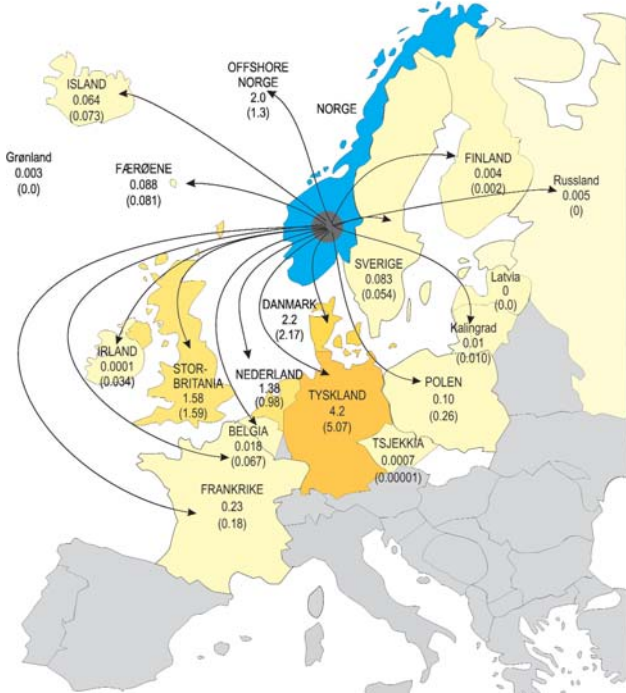 ISLAND
0.064
(0.073)
OFFSHORE
NORGE
2.0
(1.3)
NORGE
Grønland
0.003
(0.0)
FÆRØENE
0.088
(0.081)
FINLAND
0.004
(0.002)
Russland
0.005
(0)
SVERIGE
0.083
(0.054)
Latvia
0
(0.0)
DANMARK
2.2
(2.17)
Kalingrad
0.01
(0.010)
IRLAND
0.0001
(0.034)
STOR-
BRITANIA
1.58
(1.59)
NEDERLAND
1.38
(0.98)
TYSKLAND
4.2
(5.07)
POLEN
0.10
(0.26)
BELGIA
0.018
(0.067)
TSJEKKIA
0.0007
(0.00001)
FRANKRIKE
0.23
(0.18)